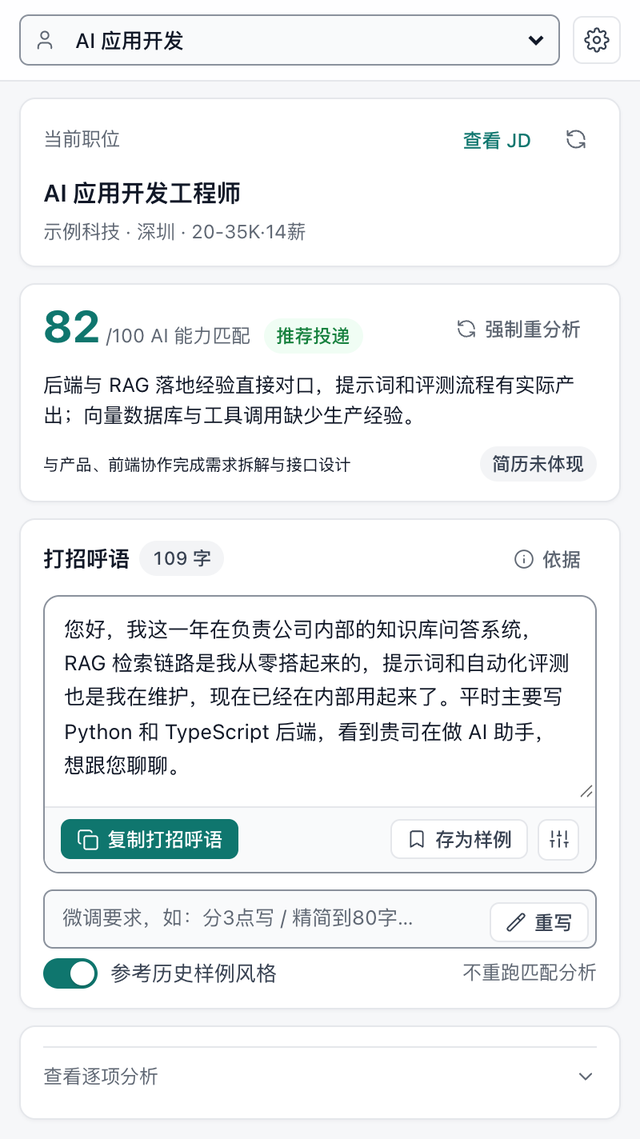 AI 应用开发
当前职位
查看 JD
AI 应用开发工程师
示例科技 · 深圳 · 20-35K·14薪
82 /100 AI 能力匹配 推荐投递
强制重分析
后端与 RAG 落地经验直接对口，提示词和评测流程有实际产
出；向量数据库与工具调用缺少生产经验。
与产品、前端协作完成需求拆解与接口设计
简历未体现
打招呼语 109 字
依据
您好，我这一年在负责公司内部的知识库问答系统，
RAG 检索链路是我从零搭起来的，提示词和自动化评测
也是我在维护，现在已经在内部用起来了。平时主要写
Python 和 TypeScript 后端，看到贵司在做 AI 助手，
想跟您聊聊。
复制打招呼语
存为样例
微调要求，如：分3点写 / 精简到80字...
重写
参考历史样例风格
不重跑匹配分析
查看逐项分析